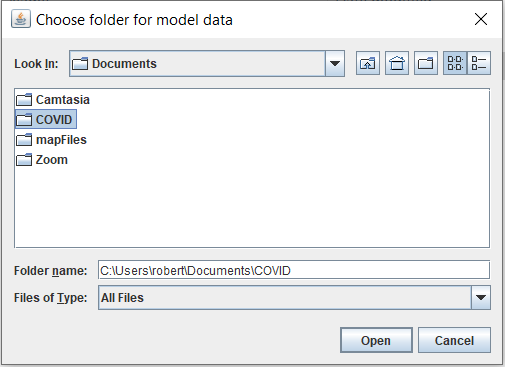 Choose folder for model data
Look In: Documents
Camtasia
COVID
mapFiles
Zoom
Folder name: C:\Users\robert\Documents\COVID
Files of Type: All Files
Open Cancel